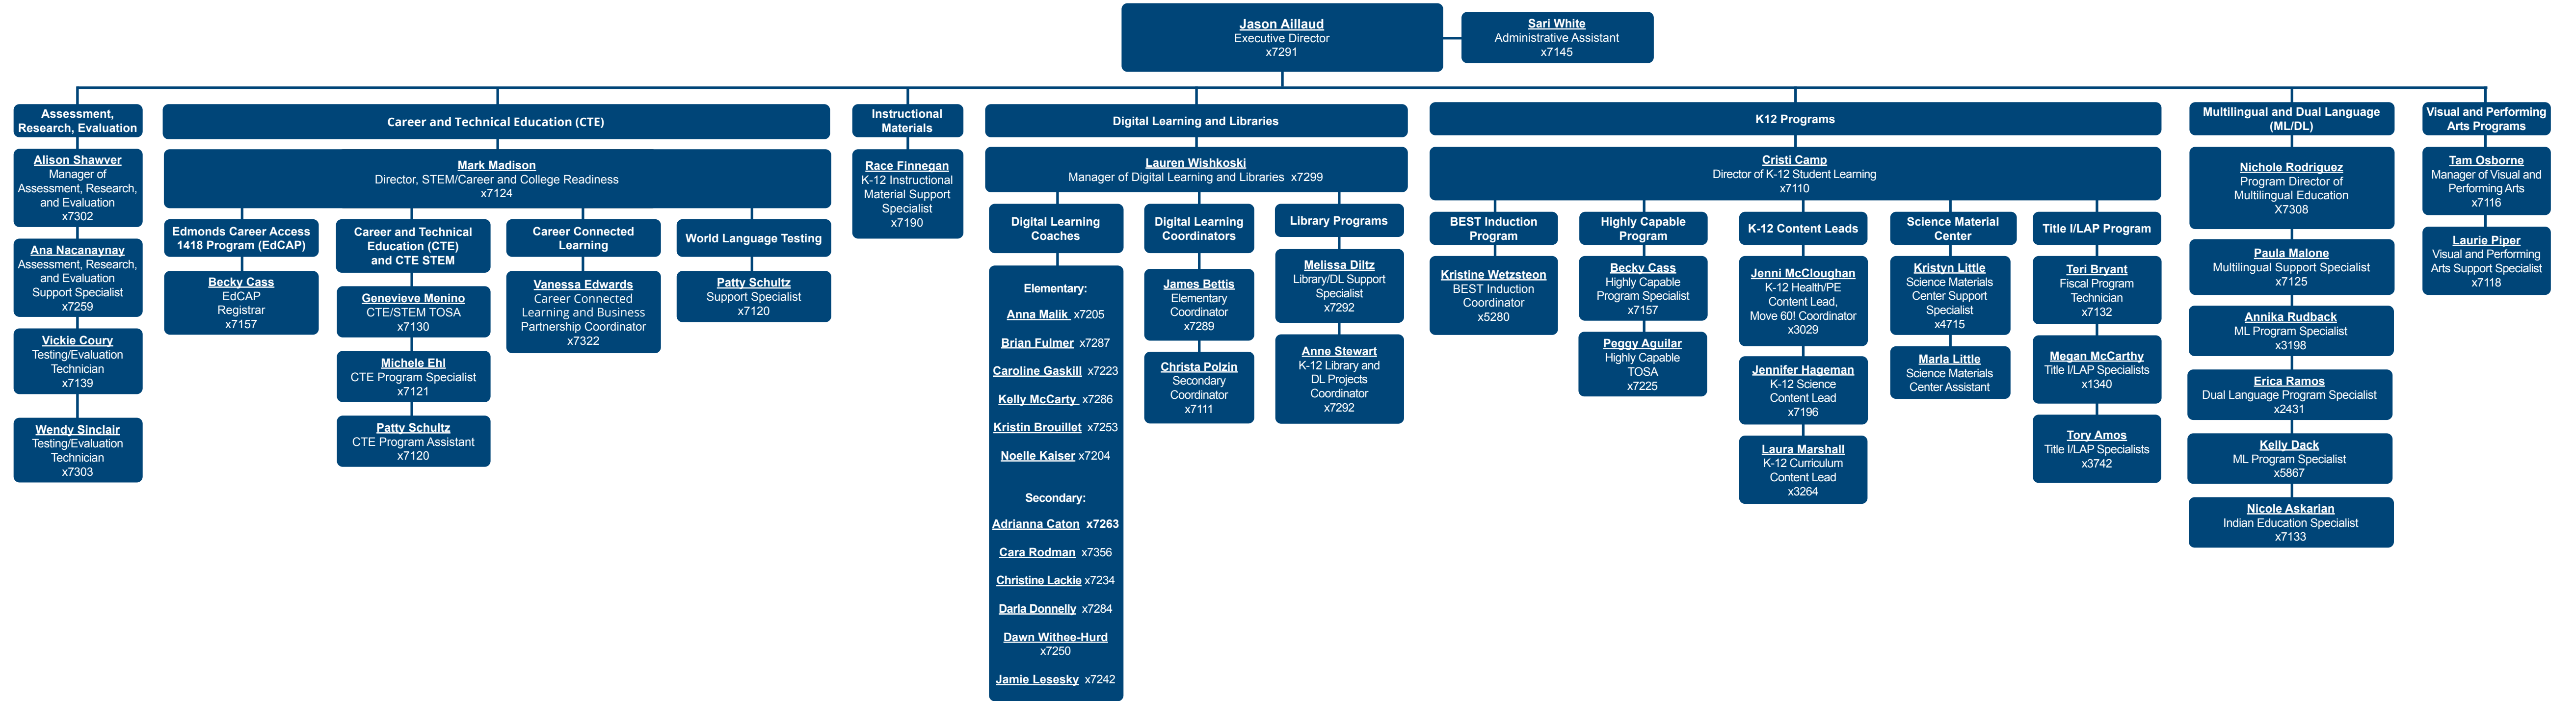 Jason Aillaud
Executive Director
x7291
Sari White
Administrative Assistant
x7145
Assessment,
Research, Evaluation
Alison Shawver
Manager of
Assessment, Research,
and Evaluation
x7302
Ana Nacanaynay
Assessment, Research,
and Evaluation
Support Specialist
x7259
Vickie Coury
Testing/Evaluation
Technician
x7139
Wendy Sinclair
Testing/Evaluation
Technician
x7303
Career and Technical Education (CTE)
Mark Madison
Director, STEM/Career and College Readiness
x7124
Edmonds Career Access
1418 Program (EdCAP)
Becky Cass
EdCAP
Registrar
x7157
Career and Technical
Education (CTE)
and CTE STEM
Genevieve Menino
CTE/STEM TOSA
x7130
Michele Ehl
CTE Program Specialist
x7121
Patty Schultz
CTE Program Assistant
x7120
Career Connected
Learning
Vanessa Edwards
Career Connected
Learning and Business
Partnership Coordinator
x7322
World Language Testing
Patty Schultz
Support Specialist
x7120
Instructional
Materials
Race Finnegan
K-12 Instructional
Material Support
Specialist
x7190
Digital Learning and Libraries
Lauren Wishkoski
Manager of Digital Learning and Libraries x7299
Digital Learning
Coaches
Elementary:
Anna Malik x7205
Brian Fulmer x7287
Caroline Gaskill x7223
Kelly McCarty x7286
Kristin Brouillet x7253
Noelle Kaiser x7204
Secondary:
Adrianna Caton x7263
Cara Rodman x7356
Christine Lackie x7234
Darla Donnelly x7284
Dawn Withee-Hurd
x7250
Jamie Lesesky x7242
Digital Learning
Coordinators
James Bettis
Elementary
Coordinator
x7289
Christa Polzin
Secondary
Coordinator
x7111
Library Programs
Melissa Diltz
Library/DL Support
Specialist
x7292
Anne Stewart
K-12 Library and
DL Projects
Coordinator
x7292
K12 Programs
Cristi Camp
Director of K-12 Student Learning
x7110
BEST Induction
Program
Kristine Wetzsteon
BEST Induction
Coordinator
x5280
Highly Capable
Program
Becky Cass
Highly Capable
Program Specialist
x7157
Peggy Aguilar
Highly Capable
TOSA
x7225
K-12 Content Leads
Jenni McCloughan
K-12 Health/PE
Content Lead,
Move 60! Coordinator
x3029
Jennifer Hageman
K-12 Science
Content Lead
x7196
Laura Marshall
K-12 Curriculum
Content Lead
x3264
Science Material
Center
Kristyn Little
Science Materials
Center Support
Specialist
x4715
Marla Little
Science Materials
Center Assistant
Title I/LAP Program
Teri Bryant
Fiscal Program
Technician
x7132
Megan McCarthy
Title I/LAP Specialists
x1340
Tory Amos
Title I/LAP Specialists
x3742
Multilingual and Dual Language
(ML/DL)
Nichole Rodriguez
Program Director of
Multilingual Education
X7308
Paula Malone
Multilingual Support Specialist
x7125
Annika Rudback
ML Program Specialist
x3198
Erica Ramos
Dual Language Program Specialist
x2431
Kelly Dack
ML Program Specialist
x5867
Nicole Askarian
Indian Education Specialist
x7133
Visual and Performing
Arts Programs
Tam Osborne
Manager of Visual and
Performing Arts
x7116
Laurie Piper
Visual and Performing
Arts Support Specialist
x7118